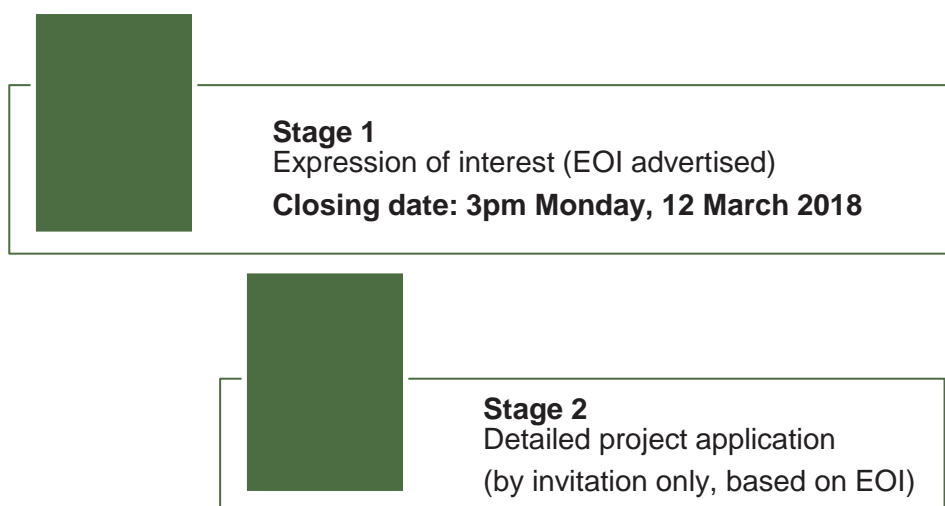 Stage 1
Expression of interest (EOI advertised)
Closing date: 3pm Monday, 12 March 2018
Stage 2
Detailed project application
(by invitation only, based on EOI)